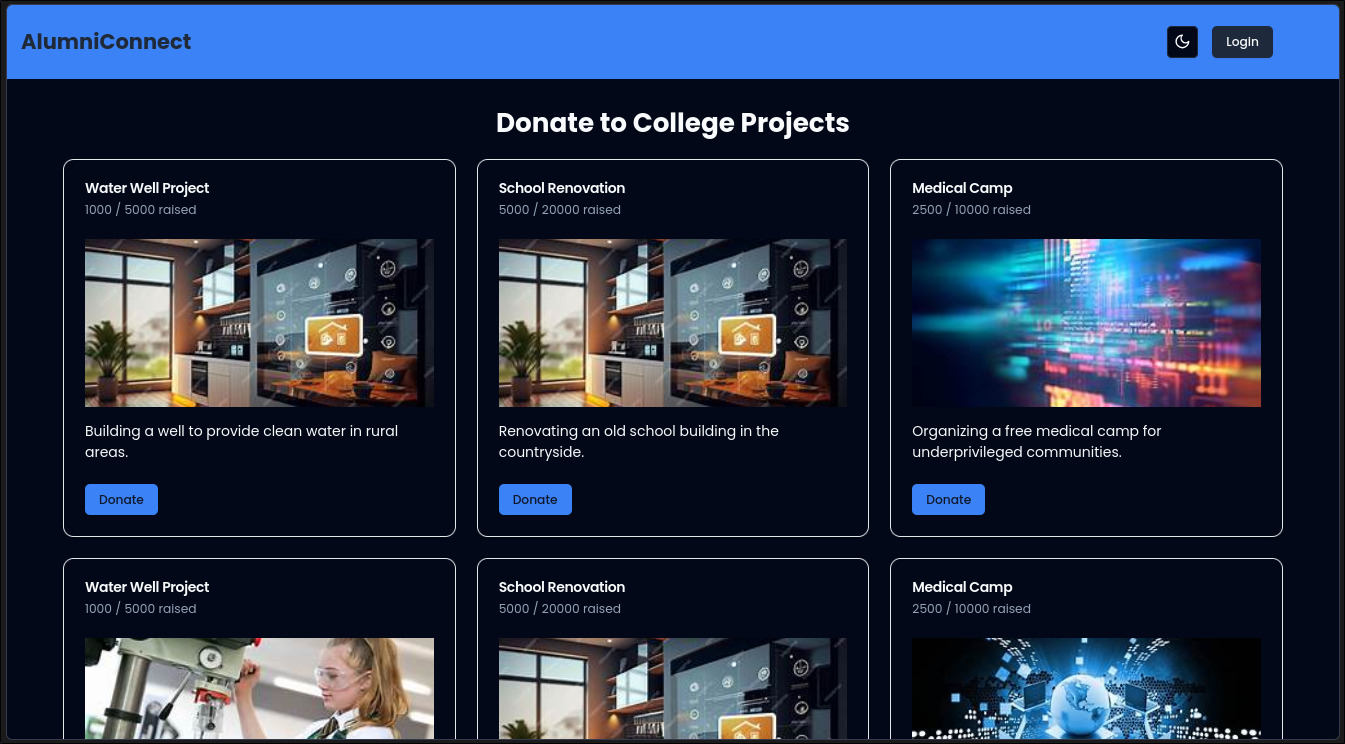 AlumniConnect
Login
Donate to College Projects
Water Well Project
1000 / 5000 raised
School Renovation
5000 / 20000 raised
Medical Camp
2500 / 10000 raised
Building a well to provide clean water in rural
areas.
Renovating an old school building in the
countryside.
Organizing a free medical camp for
underprivileged communities.
Donate
Donate
Donate
Water Well Project
1000 / 5000 raised
School Renovation
5000 / 20000 raised
Medical Camp
2500 / 10000 raised